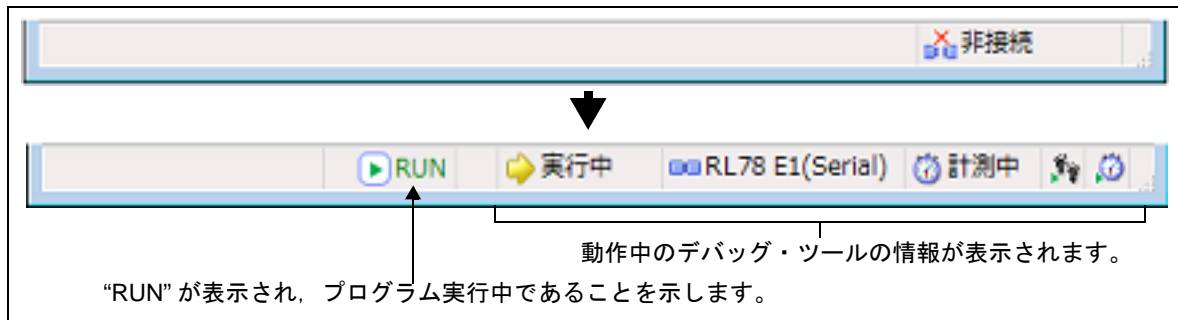 非接続
RUN 実行中 RL78 E1(Serial) 計測中
動作中のデバッグ・ツールの情報が表示されます。
“RUN” が表示され，プログラム実行中であることを示します。